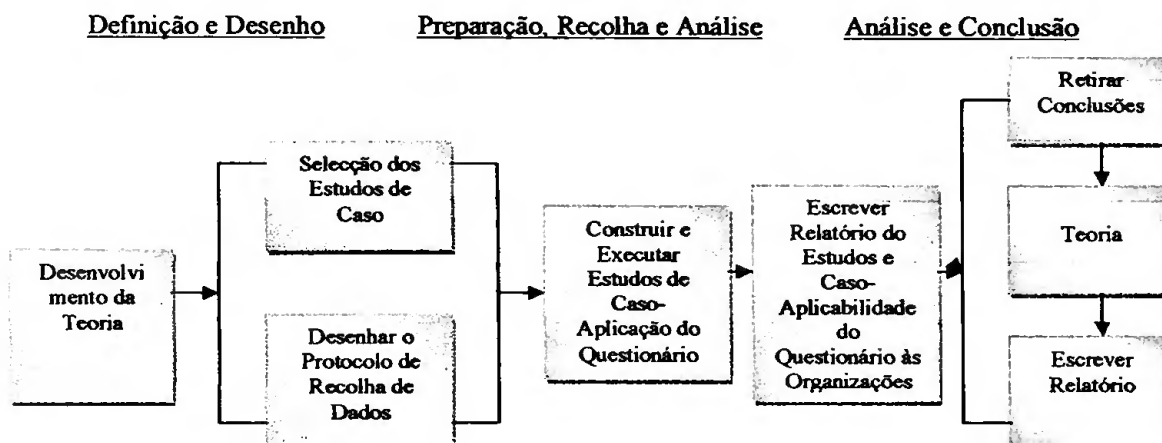 Definição e Desenho
Preparação, Recolha e Análise
Análise e Conclusão
Desenvolvi
mento da
Teoria
Selecção dos
Estudos de
Caso
Desenhar o
Protocolo de
Recolha de
Dados
Construir e
Executar
Estudos de
Caso-
Aplicação do
Questionário
Escrever
Relatório do
Estudos e
Caso-
Aplicabilidade
do
Questionário às
Organizações
Retirar
Conclusões
Teoria
Escrever
Relatório